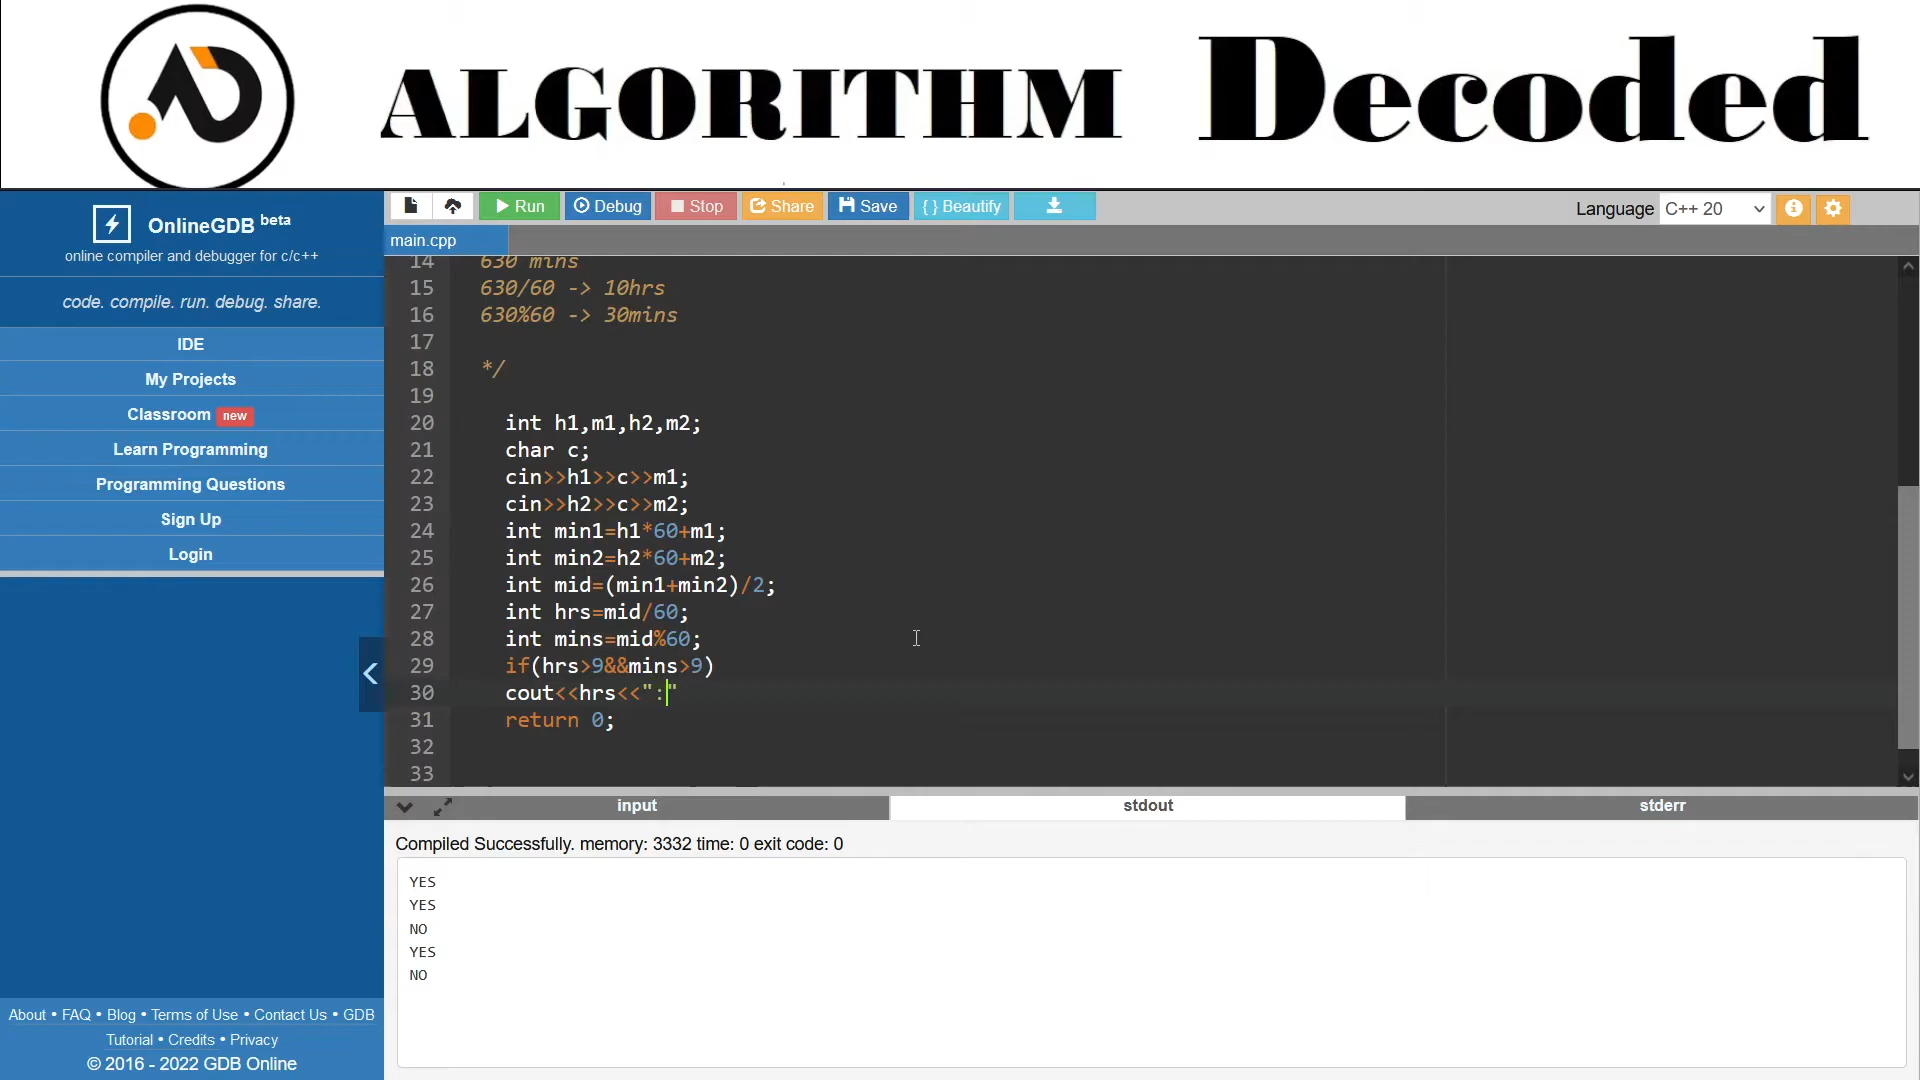 ALGORITHM Decoded
OnlineGDB beta
online compiler and debugger for c/c++
code. compile. run. debug. share.
IDE
My Projects
Classroom new
Learn Programming
Programming Questions
Sign Up
Login
About • FAQ • Blog • Terms of Use • Contact Us • GDB
Tutorial • Credits • Privacy
© 2016 - 2022 GDB Online
Run Debug Stop Share Save { } Beautify
Language C++ 20
main.cpp
14 630 mins
15 630/60 -> 10hrs
16 630%60 -> 30mins
17
18 */
19
20 int h1,m1,h2,m2;
21 char c;
22 cin>>h1>>c>>m1;
23 cin>>h2>>c>>m2;
24 int min1=h1*60+m1;
25 int min2=h2*60+m2;
26 int mid=(min1+min2)/2;
27 int hrs=mid/60;
28 int mins=mid%60;
29 if(hrs>9&&mins>9)
30 cout<<hrs<<":"
31 return 0;
32
33
input stdout stderr
Compiled Successfully. memory: 3332 time: 0 exit code: 0
YES
YES
NO
YES
NO